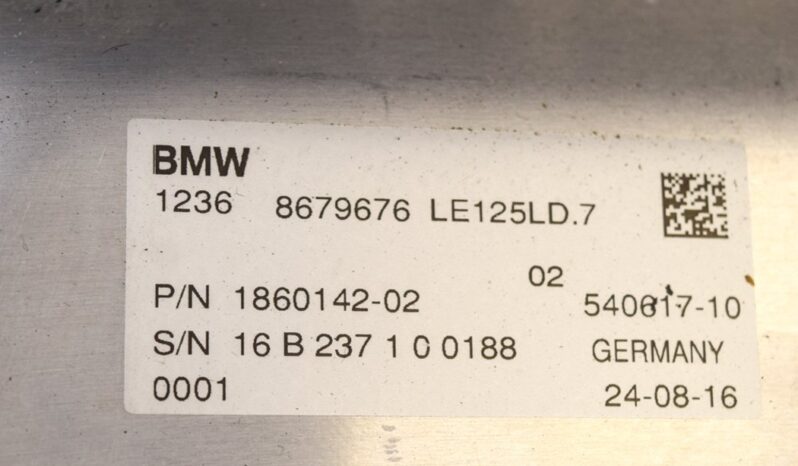 BMW
1236 8679676 LE125LD.7
02
P/N 1860142-02 540617-10
S/N 16 B 237 1 0 0188 GERMANY
0001 24-08-16